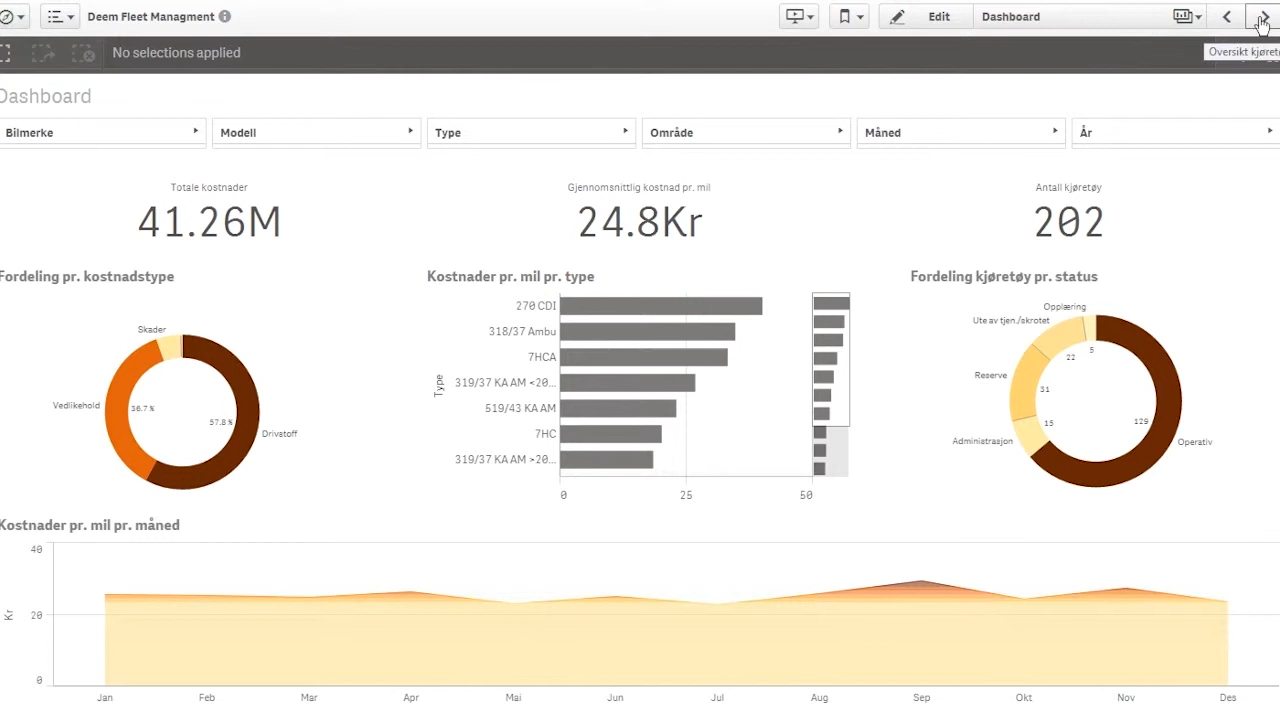 Deem Fleet Managment
Edit
Dashboard
No selections applied
Oversikt kjøretø
Dashboard
Bilmerke
Modell
Type
Område
Måned
År
Totale kostnader
Gjennomsnittlig kostnad pr. mil
Antall kjøretøy
41.26M
24.8Kr
202
Fordeling pr. kostnadstype
Skader
Vedlikehold
36.7 %
57.8 %
Drivstoff
Kostnader pr. mil pr. type
Type
270 CDI
318/37 Ambu
7HCA
319/37 KA AM <20...
519/43 KA AM
7HC
319/37 KA AM >20...
0
25
50
Fordeling kjøretøy pr. status
Opplæring
Ute av tjen./skrotet
5
22
Reserve
31
15
129
Administrasjon
Operativ
Kostnader pr. mil pr. måned
Kr
40
20
0
Jan
Feb
Mar
Apr
Mai
Jun
Jul
Aug
Sep
Okt
Nov
Des